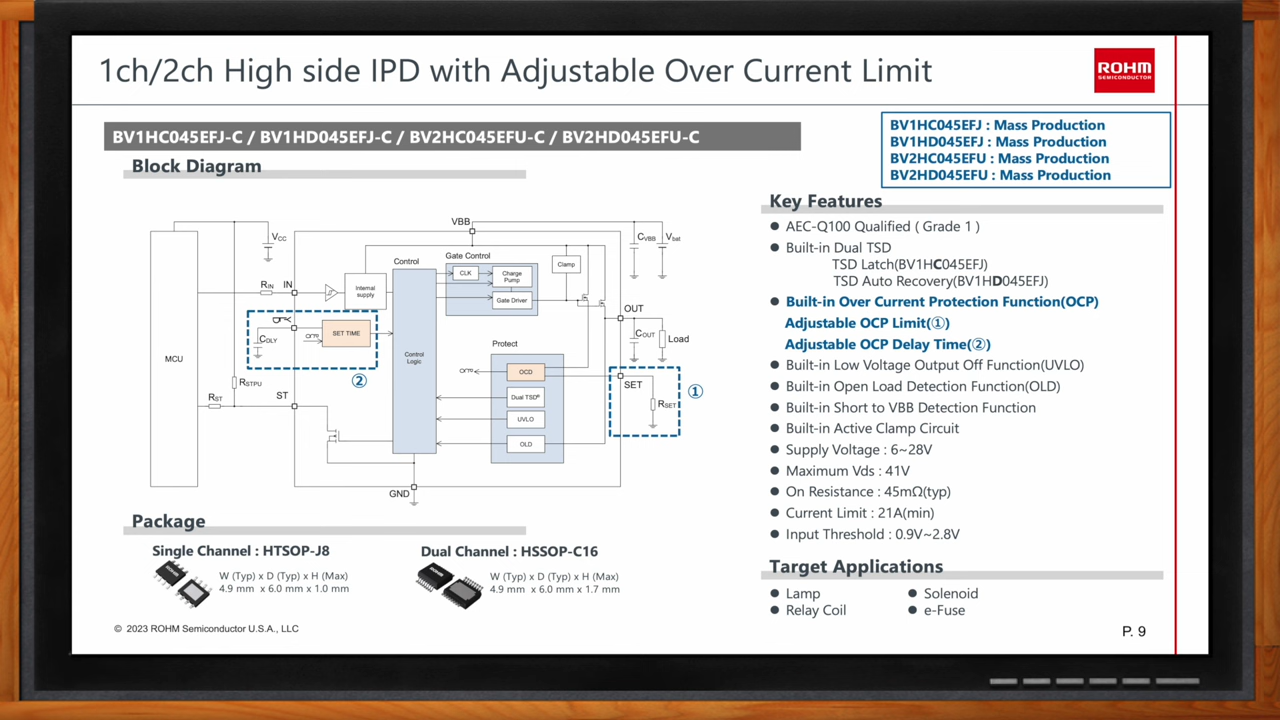 1ch/2ch High side IPD with Adjustable Over Current Limit
ROHM
SEMICONDUCTOR
BV1HC045EFJ-C / BV1HD045EFJ-C / BV2HC045EFU-C / BV2HD045EFU-C
BV1HC045EFJ : Mass Production
BV1HD045EFJ : Mass Production
BV2HC045EFU : Mass Production
BV2HD045EFU : Mass Production
Block Diagram
VBB
VCC
CVBB
Vbat
Control
Gate Control
CLK
Charge
Pump
Gate Driver
Clamp
RIN
IN
Internal
supply
OUT
COUT
Load
SET TIME
CDLY
②
MCU
Control
Logic
Protect
OCD
Dual TSD
UVLO
OLD
SET
RSET
①
RSTPU
RST
ST
GND
Package
Single Channel : HTSOP-J8
ROHM
W (Typ) x D (Typ) x H (Max)
4.9 mm x 6.0 mm x 1.0 mm
Dual Channel : HSSOP-C16
ROHM
W (Typ) x D (Typ) x H (Max)
4.9 mm x 6.0 mm x 1.7 mm
Key Features
● AEC-Q100 Qualified ( Grade 1 )
● Built-in Dual TSD
TSD Latch(BV1HC045EFJ)
TSD Auto Recovery(BV1HD045EFJ)
● Built-in Over Current Protection Function(OCP)
Adjustable OCP Limit(①)
Adjustable OCP Delay Time(②)
● Built-in Low Voltage Output Off Function(UVLO)
● Built-in Open Load Detection Function(OLD)
● Built-in Short to VBB Detection Function
● Built-in Active Clamp Circuit
● Supply Voltage : 6~28V
● Maximum Vds : 41V
● On Resistance : 45mΩ(typ)
● Current Limit : 21A(min)
● Input Threshold : 0.9V~2.8V
Target Applications
● Lamp
● Solenoid
● Relay Coil
● e-Fuse
© 2023 ROHM Semiconductor U.S.A., LLC
P. 9